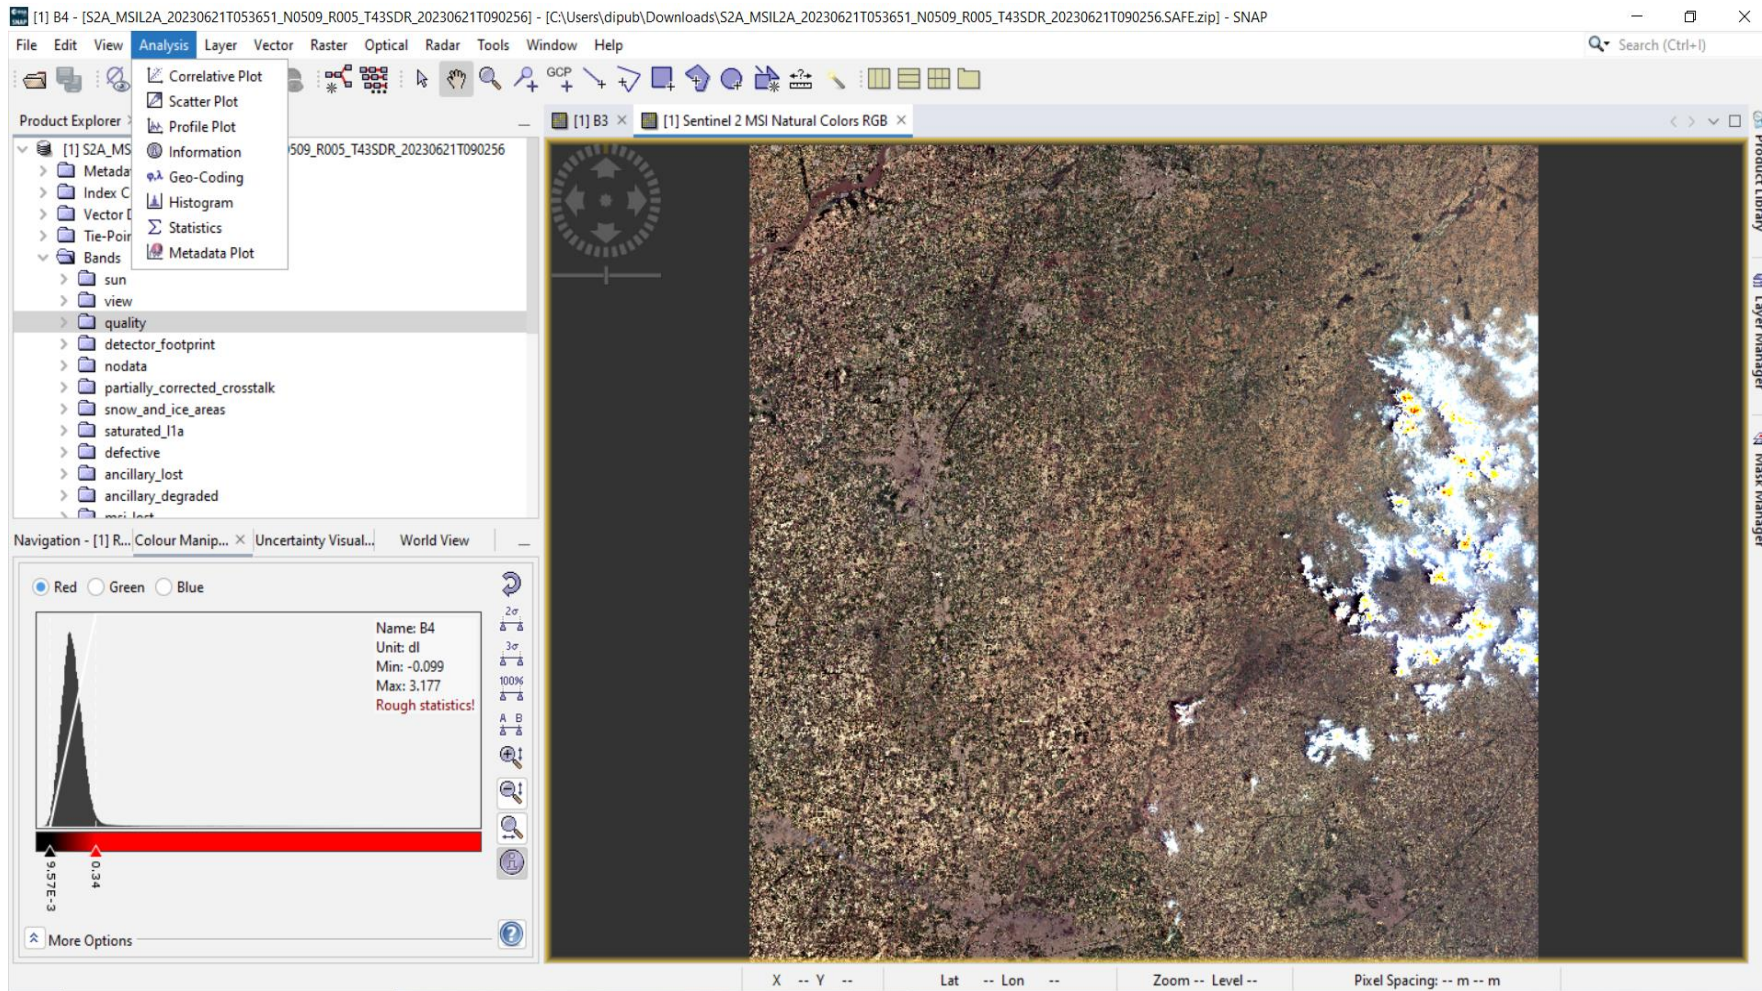 [1] B4 - [S2A_MSIL2A_20230621T053651_N0509_R005_T43SDR_20230621T090256] - [C:\Users\dipub\Downloads\S2A_MSIL2A_20230621T053651_N0509_R005_T43SDR_20230621T090256.SAFE.zip] - SNAP
File Edit View Analysis Layer Vector Raster Optical Radar Tools Window Help
Search (Ctrl+I)
GCP
Correlative Plot
Scatter Plot
Profile Plot
Information
Geo-Coding
Histogram
Statistics
Metadata Plot
Product Explorer
[1] S2A_MS
509_R005_T43SDR_20230621T090256
Index C
Bands
sun
view
quality
detector_footprint
nodata
partially_corrected_crosstalk
snow_and_ice_areas
saturated_l1a
defective
ancillary_lost
ancillary_degraded
[1] B3
[1] Sentinel 2 MSI Natural Colors RGB
Product Library
Layer Manager
Mask Manager
Navigation - [1] R... Colour Manip... Uncertainty Visual... World View
Red Green Blue
Name: B4
Unit: dl
Min: -0.099
Max: 3.177
Rough statistics!
2σ
3σ
100%
A B
9.57E-3
0.34
More Options
X -- Y --
Lat -- Lon --
Zoom -- Level --
Pixel Spacing: -- m -- m